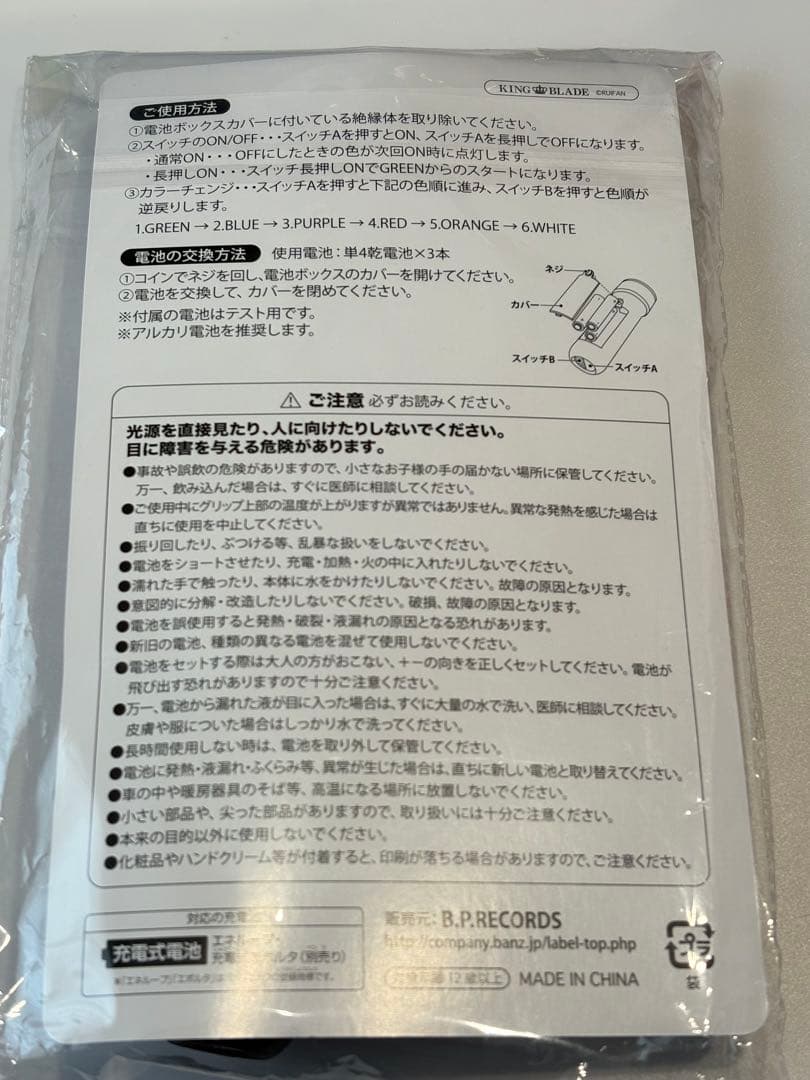 KING BLADE ©RUIFAN
ご使用方法
①電池ボックスカバーに付いている絶縁体を取り除いてください。
②スイッチのON/OFF・・・スイッチAを押すとON、スイッチAを長押しでOFFになります。
・通常ON・・・OFFにしたときの色が次回ON時に点灯します。
・長押しON・・・スイッチ長押しONでGREENからのスタートになります。
③カラーチェンジ・・・スイッチAを押すと下記の色順に進み、スイッチBを押すと色順が
逆戻りします。
1.GREEN → 2.BLUE → 3.PURPLE → 4.RED → 5.ORANGE → 6.WHITE
電池の交換方法 使用電池：単4乾電池×3本
①コインでネジを回し、電池ボックスのカバーを開けてください。
②電池を交換して、カバーを閉めてください。
※付属の電池はテスト用です。
※アルカリ電池を推奨します。
ネジ
カバー
スイッチB
スイッチA
⚠ ご注意 必ずお読みください。
光源を直接見たり、人に向けたりしないでください。
目に障害を与える危険があります。
●事故や誤飲の危険がありますので、小さなお子様の手の届かない場所に保管してください。
万一、飲み込んだ場合は、すぐに医師に相談してください。
●ご使用中にグリップ上部の温度が上がりますが異常ではありません。異常な発熱を感じた場合は
直ちに使用を中止してください。
●振り回したり、ぶつける等、乱暴な扱いをしないでください。
●電池をショートさせたり、充電・加熱・火の中に入れたりしないでください。
●濡れた手で触ったり、本体に水をかけたりしないでください。故障の原因となります。
●意図的に分解・改造したりしないでください。破損、故障の原因となります。
●電池を誤使用すると発熱・破裂・液漏れの原因となる恐れがあります。
●新旧の電池、種類の異なる電池を混ぜて使用しないでください。
●電池をセットする際は大人の方がおこない、＋−の向きを正しくセットしてください。電池が
飛び出す恐れがありますので十分ご注意ください。
●万一、電池から漏れた液が目に入った場合は、すぐに大量の水で洗い、医師に相談してください。
皮膚や服についた場合はしっかり水で洗ってください。
●長時間使用しない時は、電池を取り外して保管してください。
●電池に発熱・液漏れ・ふくらみ等、異常が生じた場合は、直ちに新しい電池と取り替えてください。
●車の中や暖房器具のそば等、高温になる場所に放置しないでください。
●小さい部品や、尖った部品がありますので、取り扱いには十分ご注意ください。
●本来の目的以外に使用しないでください。
●化粧品やハンドクリーム等が付着すると、印刷が落ちる場合がありますので、ご注意ください。
対応の充電
充電式電池
エネループ・
充電 エボルタ(別売り)
※「エネループ」「エボルタ」は 登録商標です。
販売元：B.P.RECORDS
http://company.banz.jp/label-top.php
対象年齢 12歳以上 MADE IN CHINA
プラ
袋